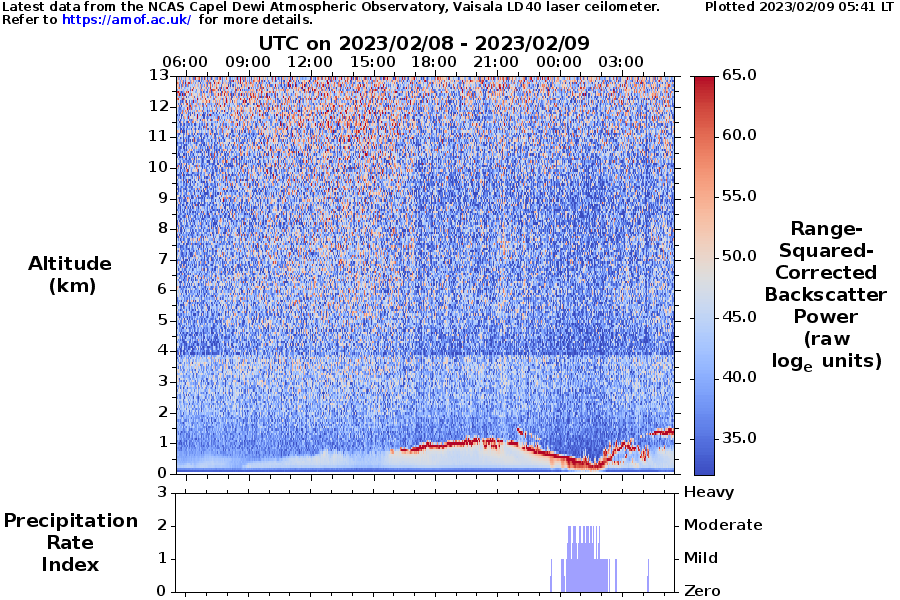 Latest data from the NCAS Capel Dewi Atmospheric Observatory, Vaisala LD40 laser ceilometer. Plotted 2023/02/09 05:41 LT
Refer to https://amof.ac.uk/ for more details.
UTC on 2023/02/08 - 2023/02/09
06:00 09:00 12:00 15:00 18:00 21:00 00:00 03:00
13
12
11
10
9
8
7
6
5
4
3
2
1
0
Altitude
(km)
65.0
60.0
55.0
50.0
45.0
40.0
35.0
Range-
Squared-
Corrected
Backscatter
Power
(raw
loge units)
3
2
1
0
Precipitation
Rate
Index
Heavy
Moderate
Mild
Zero